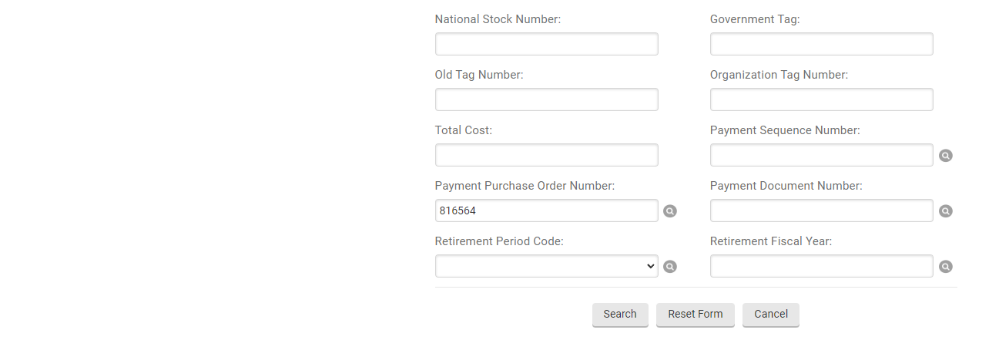 National Stock Number:
Government Tag:
Old Tag Number:
Organization Tag Number:
Total Cost:
Payment Sequence Number:
Payment Purchase Order Number:
Payment Document Number:
816564
Retirement Period Code:
Retirement Fiscal Year:
Search
Reset Form
Cancel